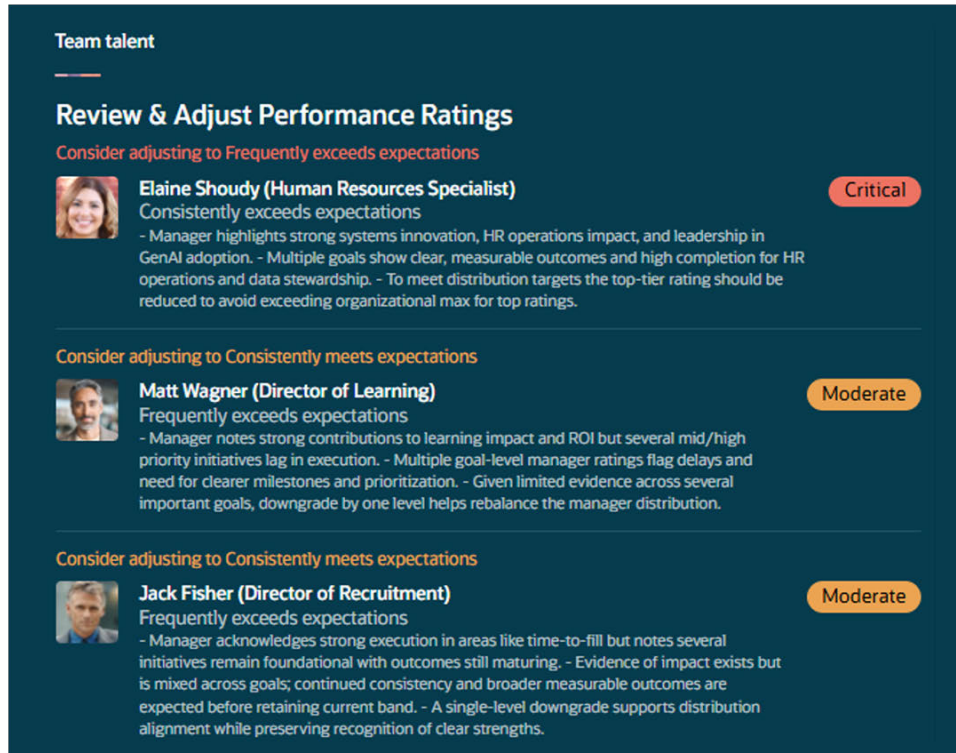 Team talent
Review & Adjust Performance Ratings
Consider adjusting to Frequently exceeds expectations
Elaine Shoudy (Human Resources Specialist)
Critical
Consistently exceeds expectations
- Manager highlights strong systems innovation, HR operations impact, and leadership in
GenAI adoption. - Multiple goals show clear, measurable outcomes and high completion for HR
operations and data stewardship. - To meet distribution targets the top-tier rating should be
reduced to avoid exceeding organizational max for top ratings.
Consider adjusting to Consistently meets expectations
Matt Wagner (Director of Learning)
Moderate
Frequently exceeds expectations
- Manager notes strong contributions to learning impact and ROI but several mid/high
priority initiatives lag in execution. - Multiple goal-level manager ratings flag delays and
need for clearer milestones and prioritization. - Given limited evidence across several
important goals, downgrade by one level helps rebalance the manager distribution.
Consider adjusting to Consistently meets expectations
Jack Fisher (Director of Recruitment)
Moderate
Frequently exceeds expectations
- Manager acknowledges strong execution in areas like time-to-fill but notes several
initiatives remain foundational with outcomes still maturing. - Evidence of impact exists but
is mixed across goals; continued consistency and broader measurable outcomes are
expected before retaining current band. - A single-level downgrade supports distribution
alignment while preserving recognition of clear strengths.